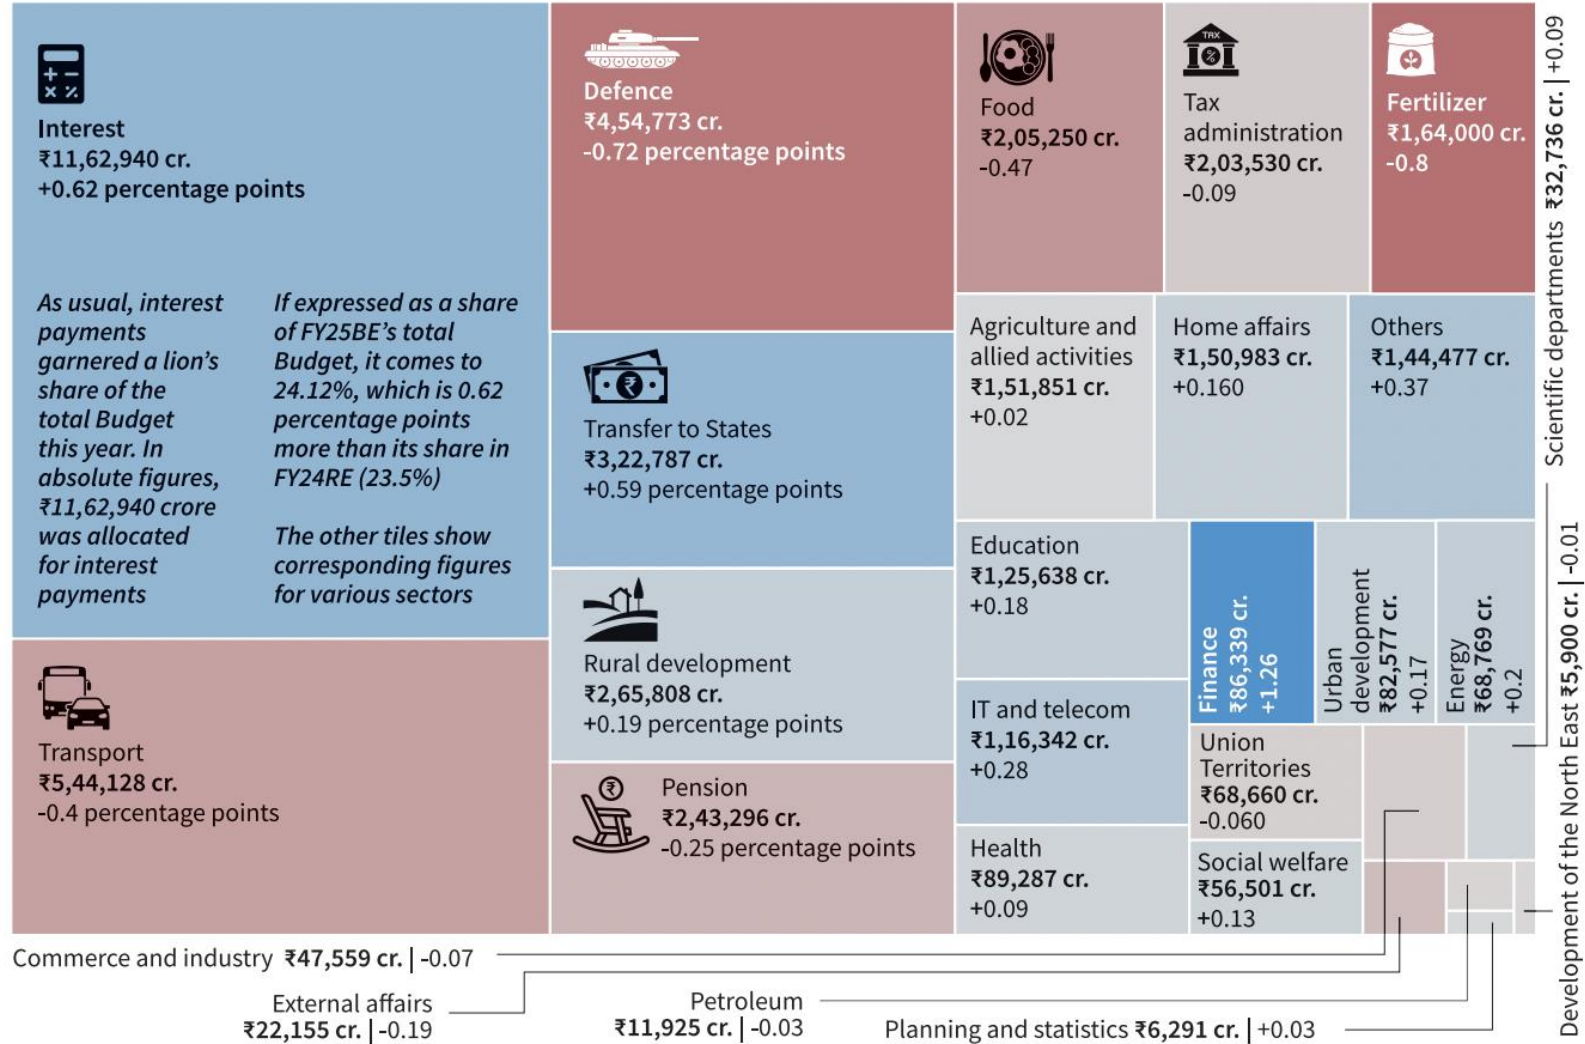 Interest
₹11,62,940 cr.
+0.62 percentage points
As usual, interest
payments
garnered a lion's
share of the
total Budget
this year. In
absolute figures,
₹11,62,940 crore
was allocated
for interest
payments
If expressed as a share
of FY25BE's total
Budget, it comes to
24.12%, which is 0.62
percentage points
more than its share in
FY24RE (23.5%)
The other tiles show
corresponding figures
for various sectors
Transport
₹5,44,128 cr.
-0.4 percentage points
Defence
₹4,54,773 cr.
-0.72 percentage points
₹
Transfer to States
₹3,22,787 cr.
+0.59 percentage points
Rural development
₹2,65,808 cr.
+0.19 percentage points
₹
Pension
₹2,43,296 cr.
-0.25 percentage points
Food
₹2,05,250 cr.
-0.47
TAX
%
Tax
administration
₹2,03,530 cr.
-0.09
Fertilizer
₹1,64,000 cr.
-0.8
Agriculture and
allied activities
₹1,51,851 cr.
+0.02
Home affairs
₹1,50,983 cr.
+0.160
Others
₹1,44,477 cr.
+0.37
Education
₹1,25,638 cr.
+0.18
IT and telecom
₹1,16,342 cr.
+0.28
Health
₹89,287 cr.
+0.09
Finance
₹86,339 cr.
+1.26
Urban
development
₹82,577 cr.
+0.17
Energy
₹68,769 cr.
+0.2
Union
Territories
₹68,660 cr.
-0.060
Social welfare
₹56,501 cr.
+0.13
Scientific departments ₹32,736 cr. | +0.09
Development of the North East ₹5,900 cr. | -0.01
Commerce and industry ₹47,559 cr. | -0.07
External affairs
₹22,155 cr. | -0.19
Petroleum
₹11,925 cr. | -0.03
Planning and statistics ₹6,291 cr. | +0.03